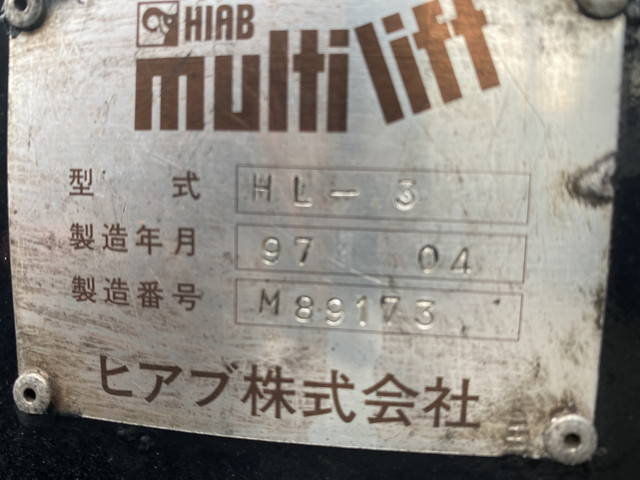 HIAB
multilift
型式 HL-3
製造年月 97 04
製造番号 M89173
ヒアブ株式会社